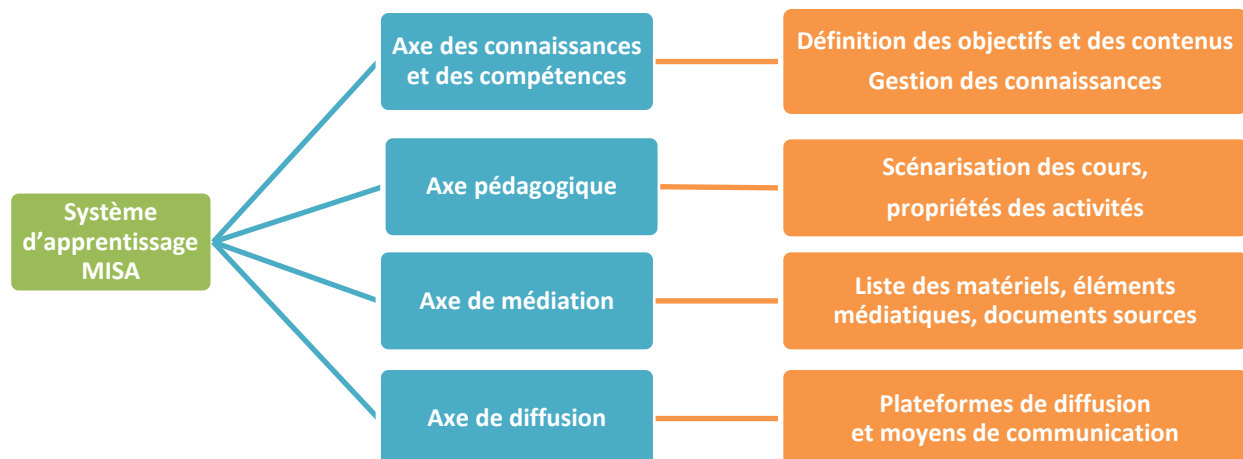 Système
d'apprentissage
MISA
Axe des connaissances
et des compétences
Définition des objectifs et des contenus
Gestion des connaissances
Axe pédagogique
Scénarisation des cours,
propriétés des activités
Axe de médiation
Liste des matériels, éléments
médiatiques, documents sources
Axe de diffusion
Plateformes de diffusion
et moyens de communication